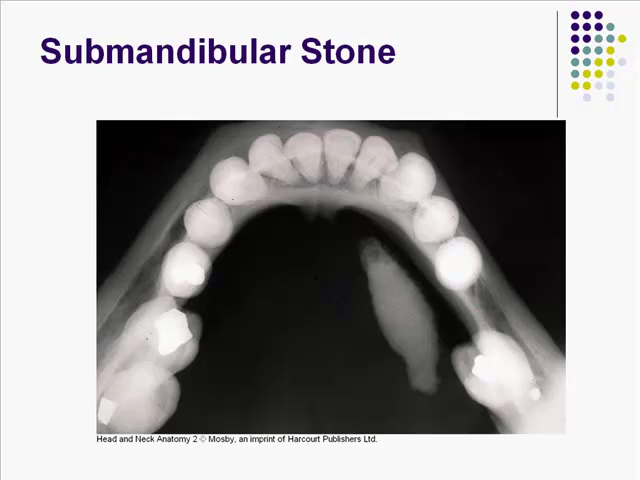 Submandibular Stone
Head and Neck Anatomy 2 © Mosby, an imprint of Harcourt Publishers Ltd.